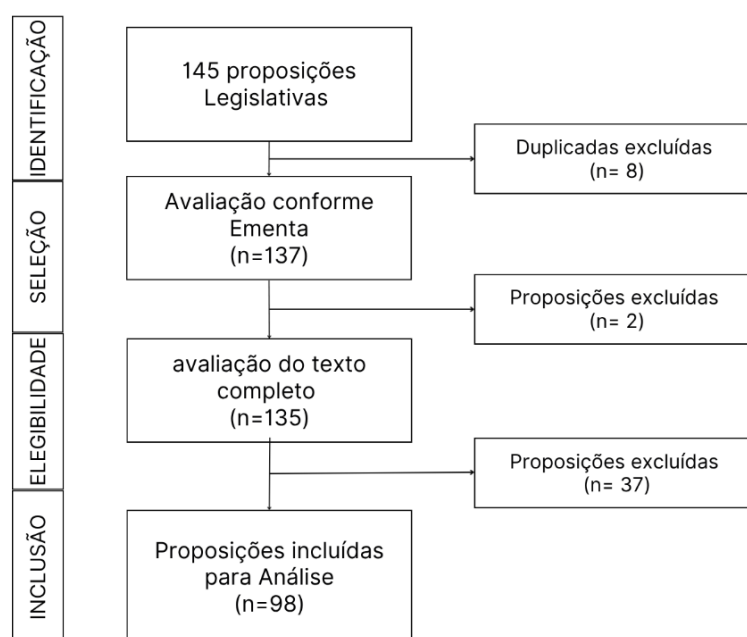 IDENTIFICAÇÃO
145 proposições
Legislativas
Duplicadas excluídas
(n= 8)
SELEÇÃO
Avaliação conforme
Ementa
(n=137)
Proposições excluídas
(n= 2)
ELEGIBILIDADE
avaliação do texto
completo
(n=135)
Proposições excluídas
(n= 37)
INCLUSÃO
Proposições incluídas
para Análise
(n=98)